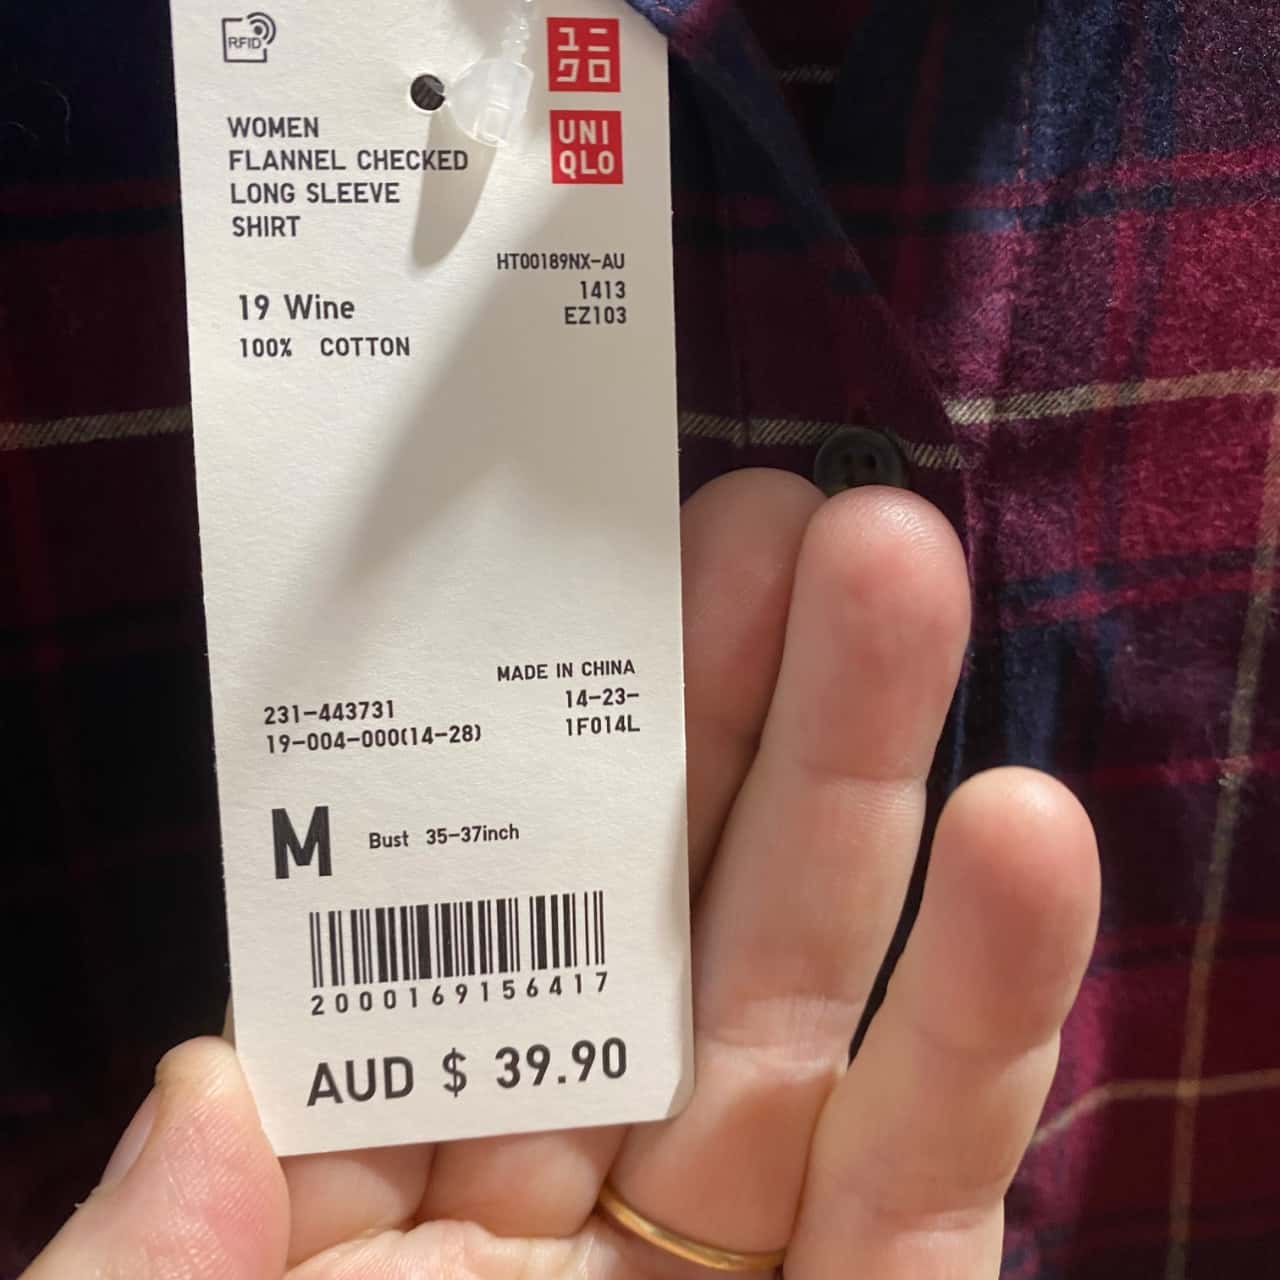 RFID
ユニ
クロ
UNI
QLO
WOMEN
FLANNEL CHECKED
LONG SLEEVE
SHIRT
HT00189NX-AU
1413
EZ103
19 Wine
100% COTTON
MADE IN CHINA
14-23-
1F014L
231-443731
19-004-000(14-28)
M Bust 35-37inch
2000169156417
AUD $ 39.90